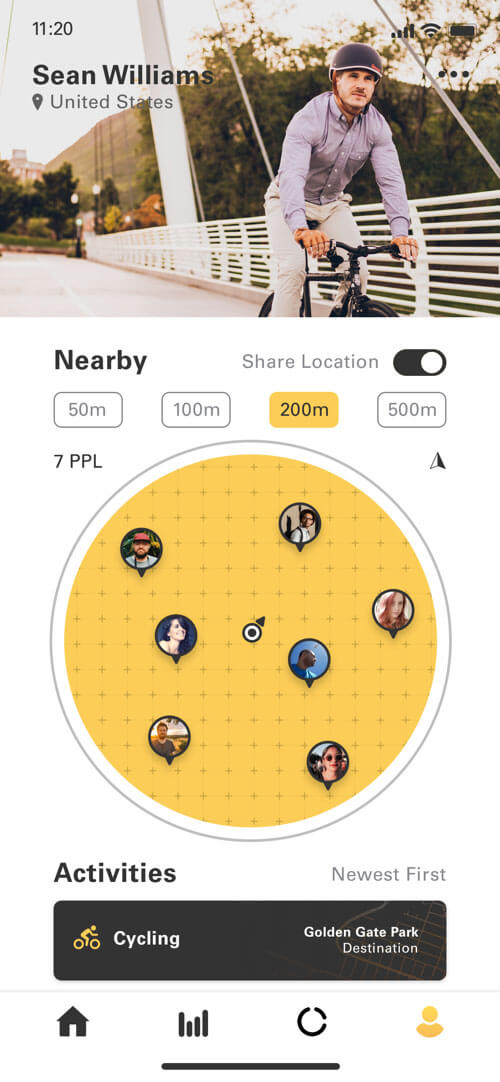 11:20
Sean Williams
United States
Nearby
Share Location
50m
100m
200m
500m
7 PPL
Activities
Newest First
Cycling
Golden Gate Park
Destination